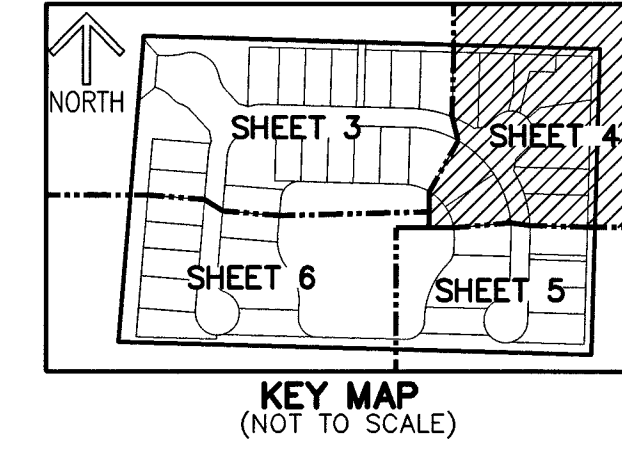 NORTH
SHEET 3
SHEET 4
SHEET 6
SHEET 5
KEY MAP
(NOT TO SCALE)